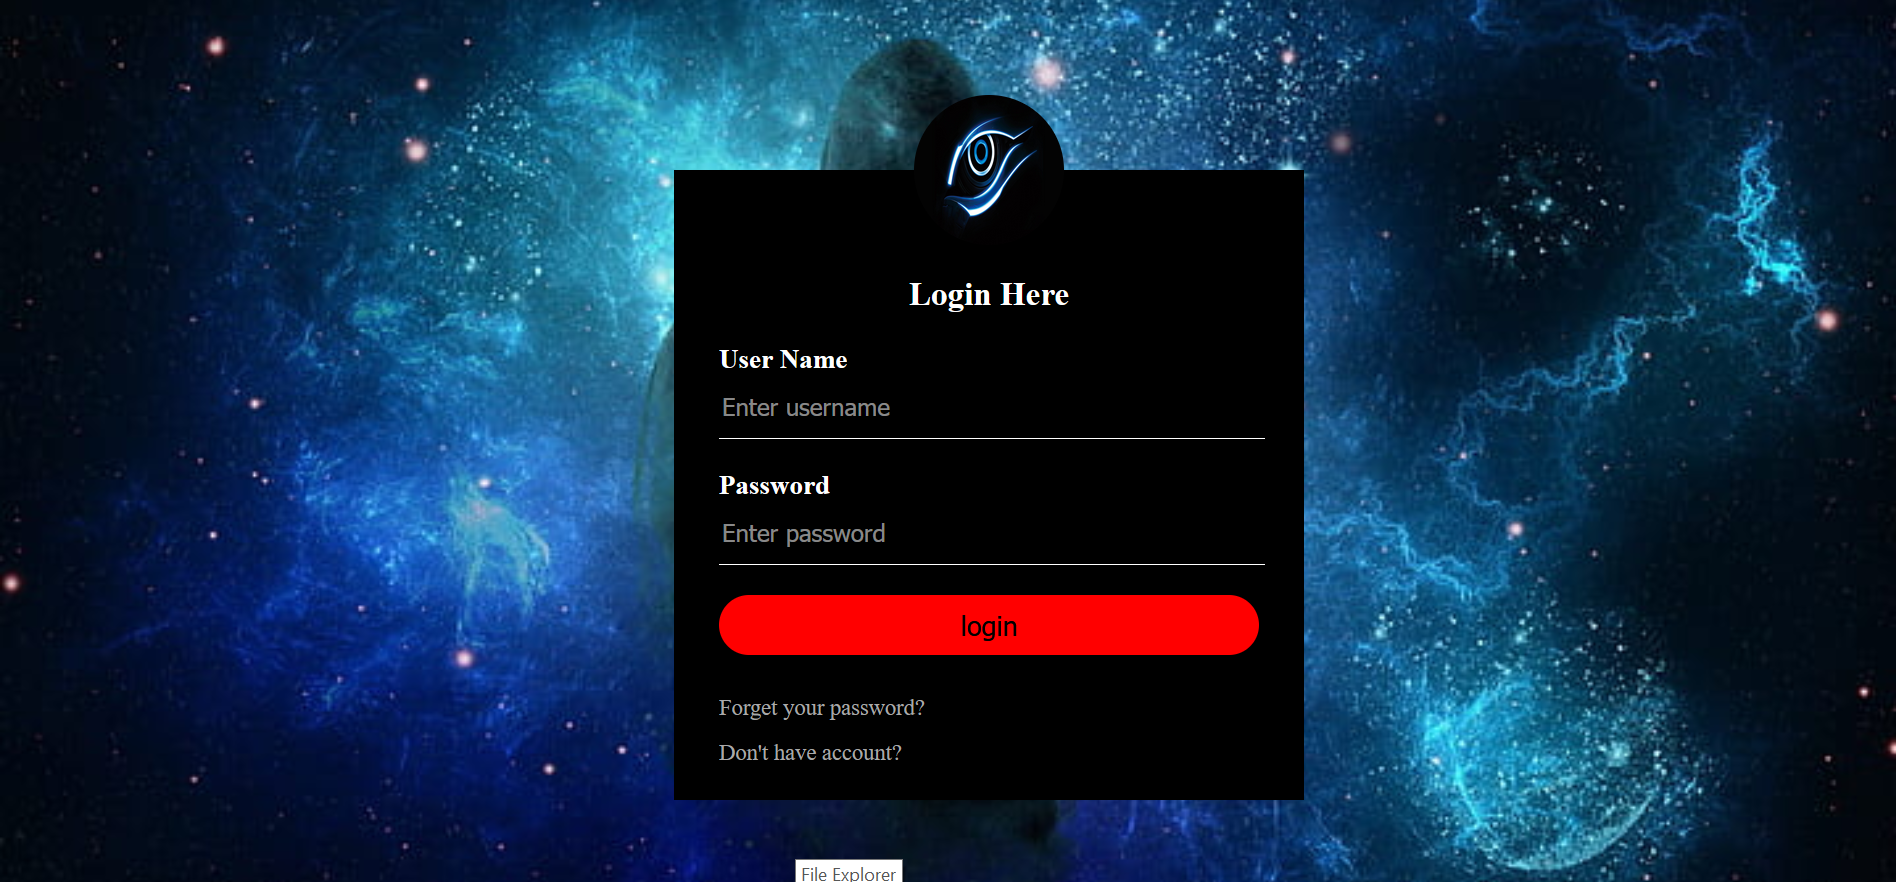 Login Here
User Name
Enter username
Password
Enter password
login
Forget your password?
Don't have account?
File Explorer